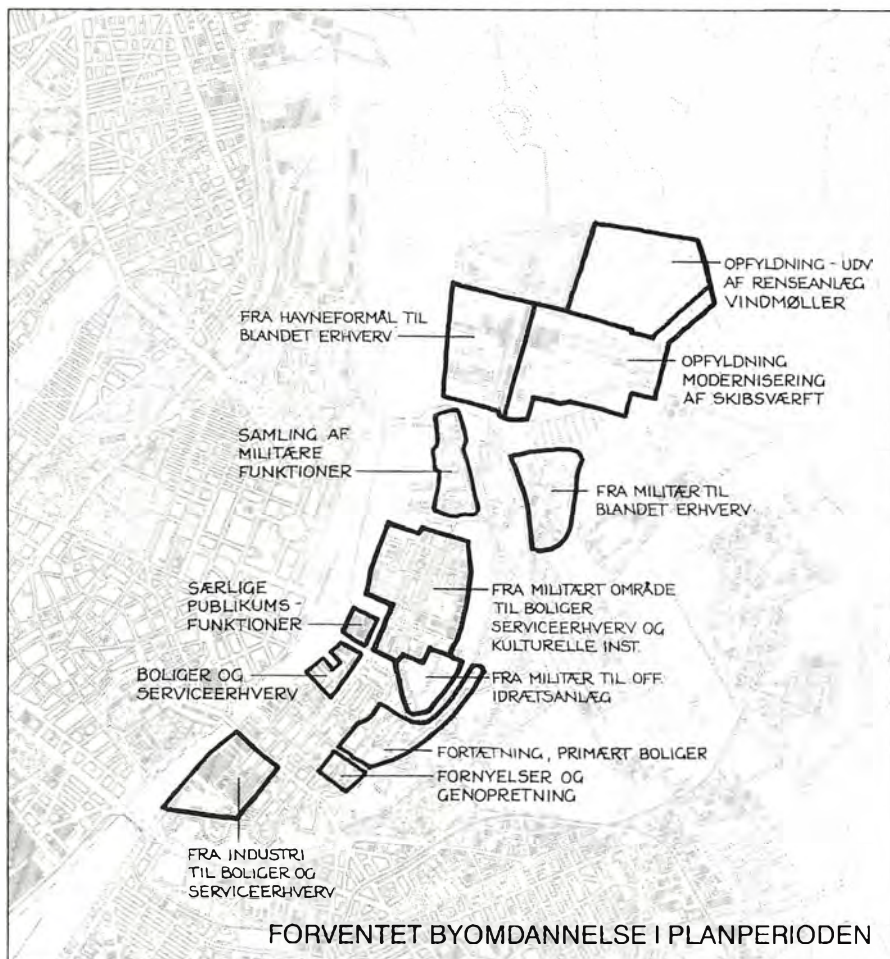 OPFYLDNING - UDV
AF RENSEANLÆG
VINDMØLLER
FRA HAVNEFORMÅL TIL
BLANDET ERHVERV
OPFYLDNING
MODERNISERING
AF SKIBSVÆRFT
SAMLING AF
MILITÆRE
FUNKTIONER
FRA MILITÆR TIL
BLANDET ERHVERV
SÆRLIGE
PUBLIKUMS-
FUNKTIONER
FRA MILITÆRT OMRÅDE
TIL BOLIGER
SERVICEERHVERV OG
KULTURELLE INST.
BOLIGER OG
SERVICEERHVERV
FRA MILITÆR TIL OFF.
IDRÆTSANLÆG
FORTÆTNING, PRIMÆRT BOLIGER
FORNYELSER OG
GENOPRETNING
FRA INDUSTRI
TIL BOLIGER OG
SERVICEERHVERV
FORVENTET BYOMDANNELSE I PLANPERIODEN